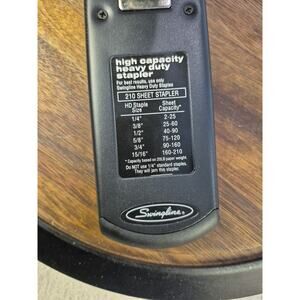 high capacity
heavy duty
stapler
For best results, use only
Swingline Heavy Duty Staples
210 SHEET STAPLER
HD Staple Sheet
Size Capacity*
1/4" 2-25
3/8" 25-60
1/2" 40-90
5/8" 75-120
3/4" 90-160
15/16" 160-210
* Capacity based on 20LB paper weight.
Do NOT use 1/4" standard staples.
They will jam this stapler.
Swingline